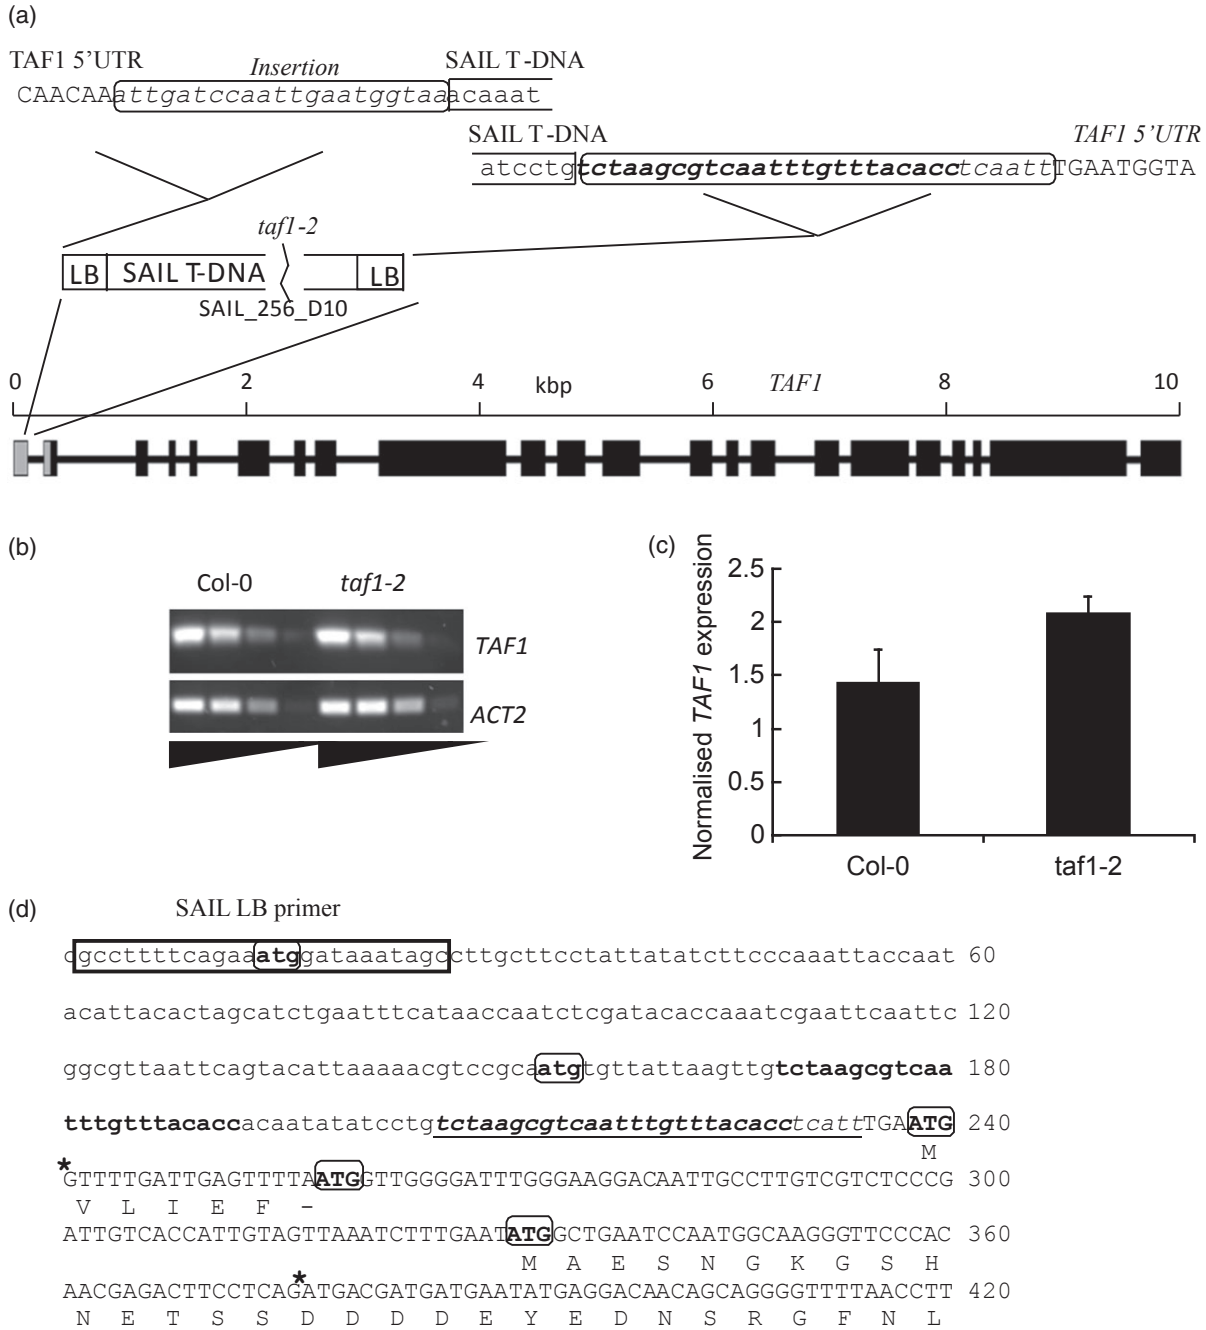 (a)
TAF1 5'UTR
Insertion
SAIL T-DNA
CAACAAattgatccaattgaatggtaaacaaat
SAIL T-DNA
TAF1 5'UTR
atcctgtctaagcgtcaatttgtttacacctcaattTGAATGGTA
taf1-2
LB SAIL T-DNA LB
SAIL_256_D10
0 2 4 kbp 6 TAF1 8 10
(b)
Col-0 taf1-2
TAF1
ACT2
(c)
Normalised TAF1 expression
2.5
2
1.5
1
0.5
0
Col-0 taf1-2
(d)
SAIL LB primer
cgccttttcagaaatggataaatagccttgcttcctattatatcttcccaaattaccaat 60
acattacactagcatctgaatttcataaccaatctcgatacaccaaatcgaattcaattc 120
ggcgttaattcagtacattaaaaacgtccgcaatgtgttattaagttgtctaagcgtcaa 180
tttgtttacaccacaatatatcctgtctaagcgtcaatttgtttacacctcattTGAATG 240
M
*
GTTTTGATTGAGTTTTAATGGTTGGGGATTTGGGAAGGACAATTGCCTTGTCGTCTCCCG 300
V L I E F -
ATTGTCACCATTGTAGTTAAATCTTTGAATATGGCTGAATCCAATGGCAAGGGTTCCCAC 360
M A E S N G K G S H
*
AACGAGACTTCCTCAGATGACGATGATGAATATGAGGACAACAGCAGGGGTTTTAACCTT 420
N E T S S D D D D E Y E D N S R G F N L